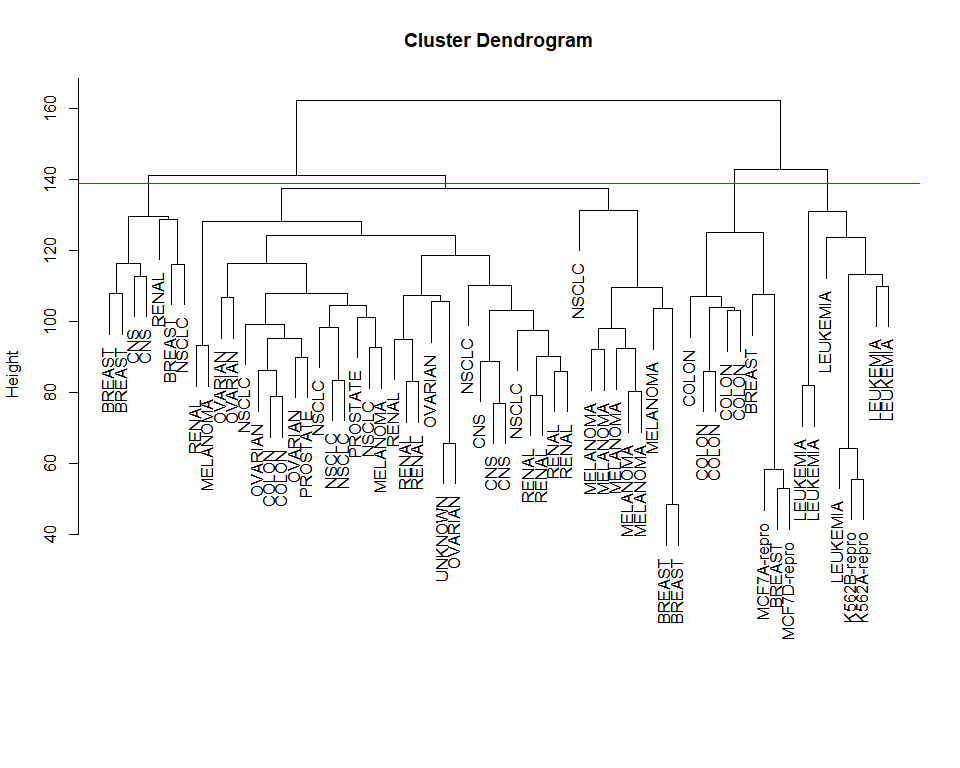 Cluster Dendrogram
Height
160
140
120
100
80
60
40
BREAST
BREAST
CNS
CNS
RENAL
BREAST
NSCLC
RENAL
MELANOMA
OVARIAN
OVARIAN
NSCLC
OVARIAN
COLON
COLON
OVARIAN
PROSTATE
NSCLC
NSCLC
NSCLC
PROSTATE
NSCLC
MELANOMA
RENAL
RENAL
RENAL
OVARIAN
UNKNOWN
OVARIAN
NSCLC
CNS
CNS
CNS
NSCLC
RENAL
RENAL
RENAL
RENAL
NSCLC
MELANOMA
MELANOMA
MELANOMA
MELANOMA
MELANOMA
MELANOMA
BREAST
BREAST
COLON
COLON
COLON
COLON
COLON
BREAST
MCF7A-repro
BREAST
MCF7D-repro
LEUKEMIA
LEUKEMIA
LEUKEMIA
LEUKEMIA
K562B-repro
K562A-repro
LEUKEMIA
LEUKEMIA